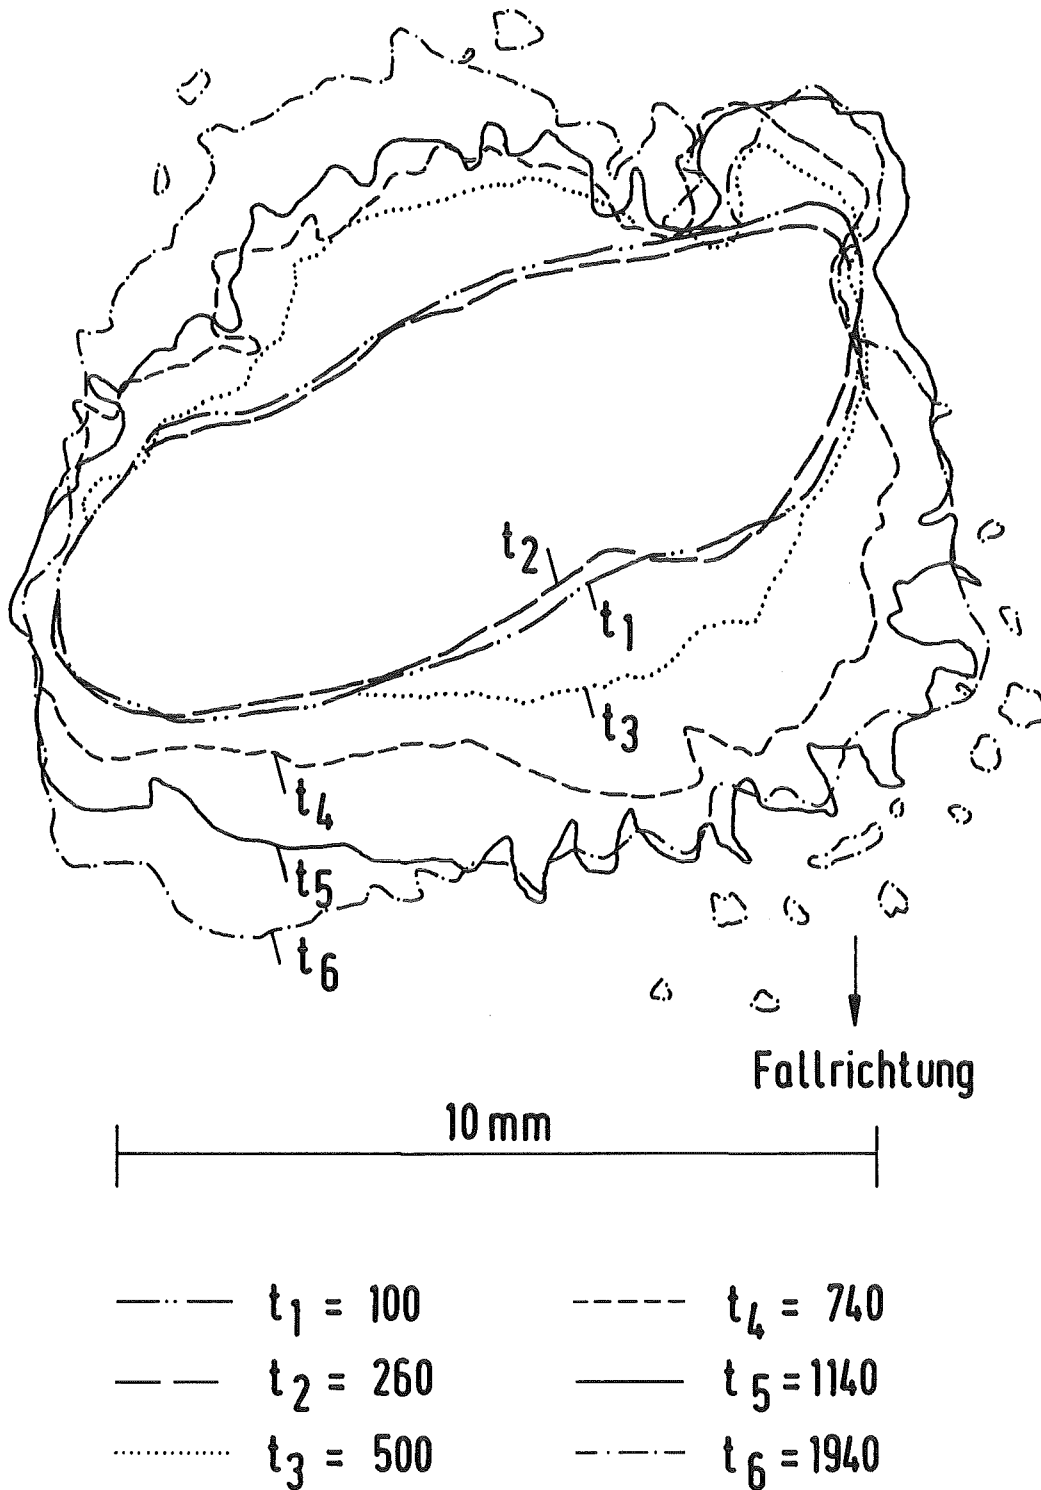 t2
t1
t3
t4
t5
t6
Fallrichtung
10 mm
t1 = 100 t4 = 740
t2 = 260 t5 = 1140
t3 = 500 t6 = 1940